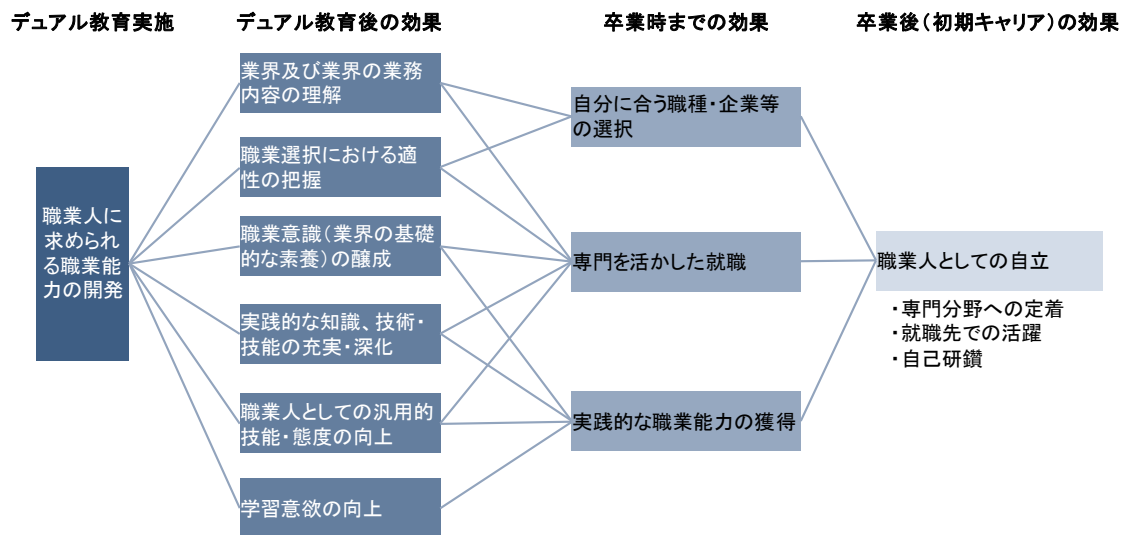 デュアル教育実施
デュアル教育後の効果
卒業時までの効果
卒業後(初期キャリア)の効果
職業人に
求められ
る職業能
力の開発
業界及び業界の業務
内容の理解
職業選択における適
性の把握
職業意識(業界の基礎
的な素養)の醸成
実践的な知識、技術・
技能の充実・深化
職業人としての汎用的
技能・態度の向上
学習意欲の向上
自分に合う職種・企業等
の選択
専門を活かした就職
実践的な職業能力の獲得
職業人としての自立
・専門分野への定着
・就職先での活躍
・自己研鑽